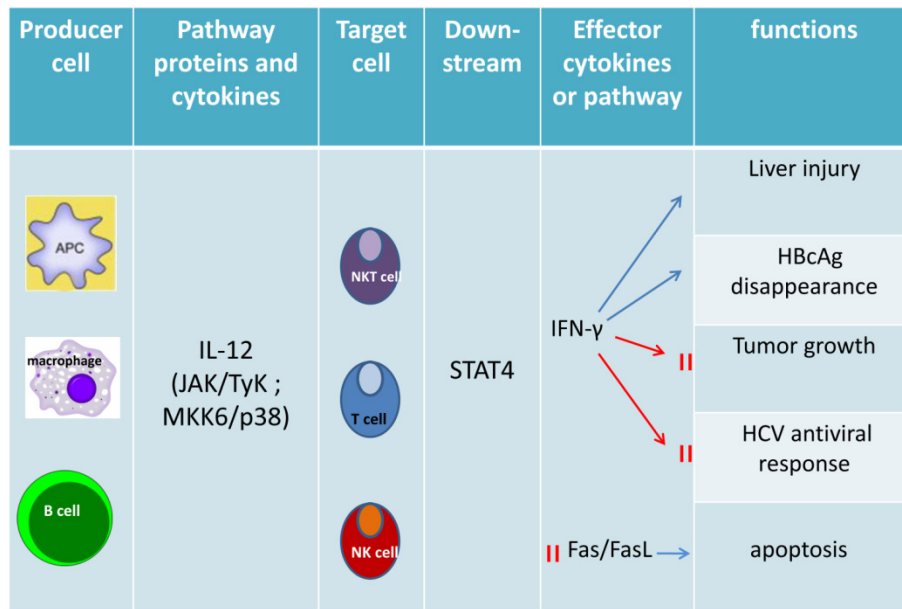 Producer
cell
Pathway
proteins and
cytokines
Target
cell
Down-
stream
Effector
cytokines
or pathway
functions
APC
macrophage
B cell
IL-12
(JAK/TyK ;
MKK6/p38)
NKT cell
T cell
NK cell
STAT4
IFN-γ
Fas/FasL
Liver injury
HBcAg
disappearance
Tumor growth
HCV antiviral
response
apoptosis